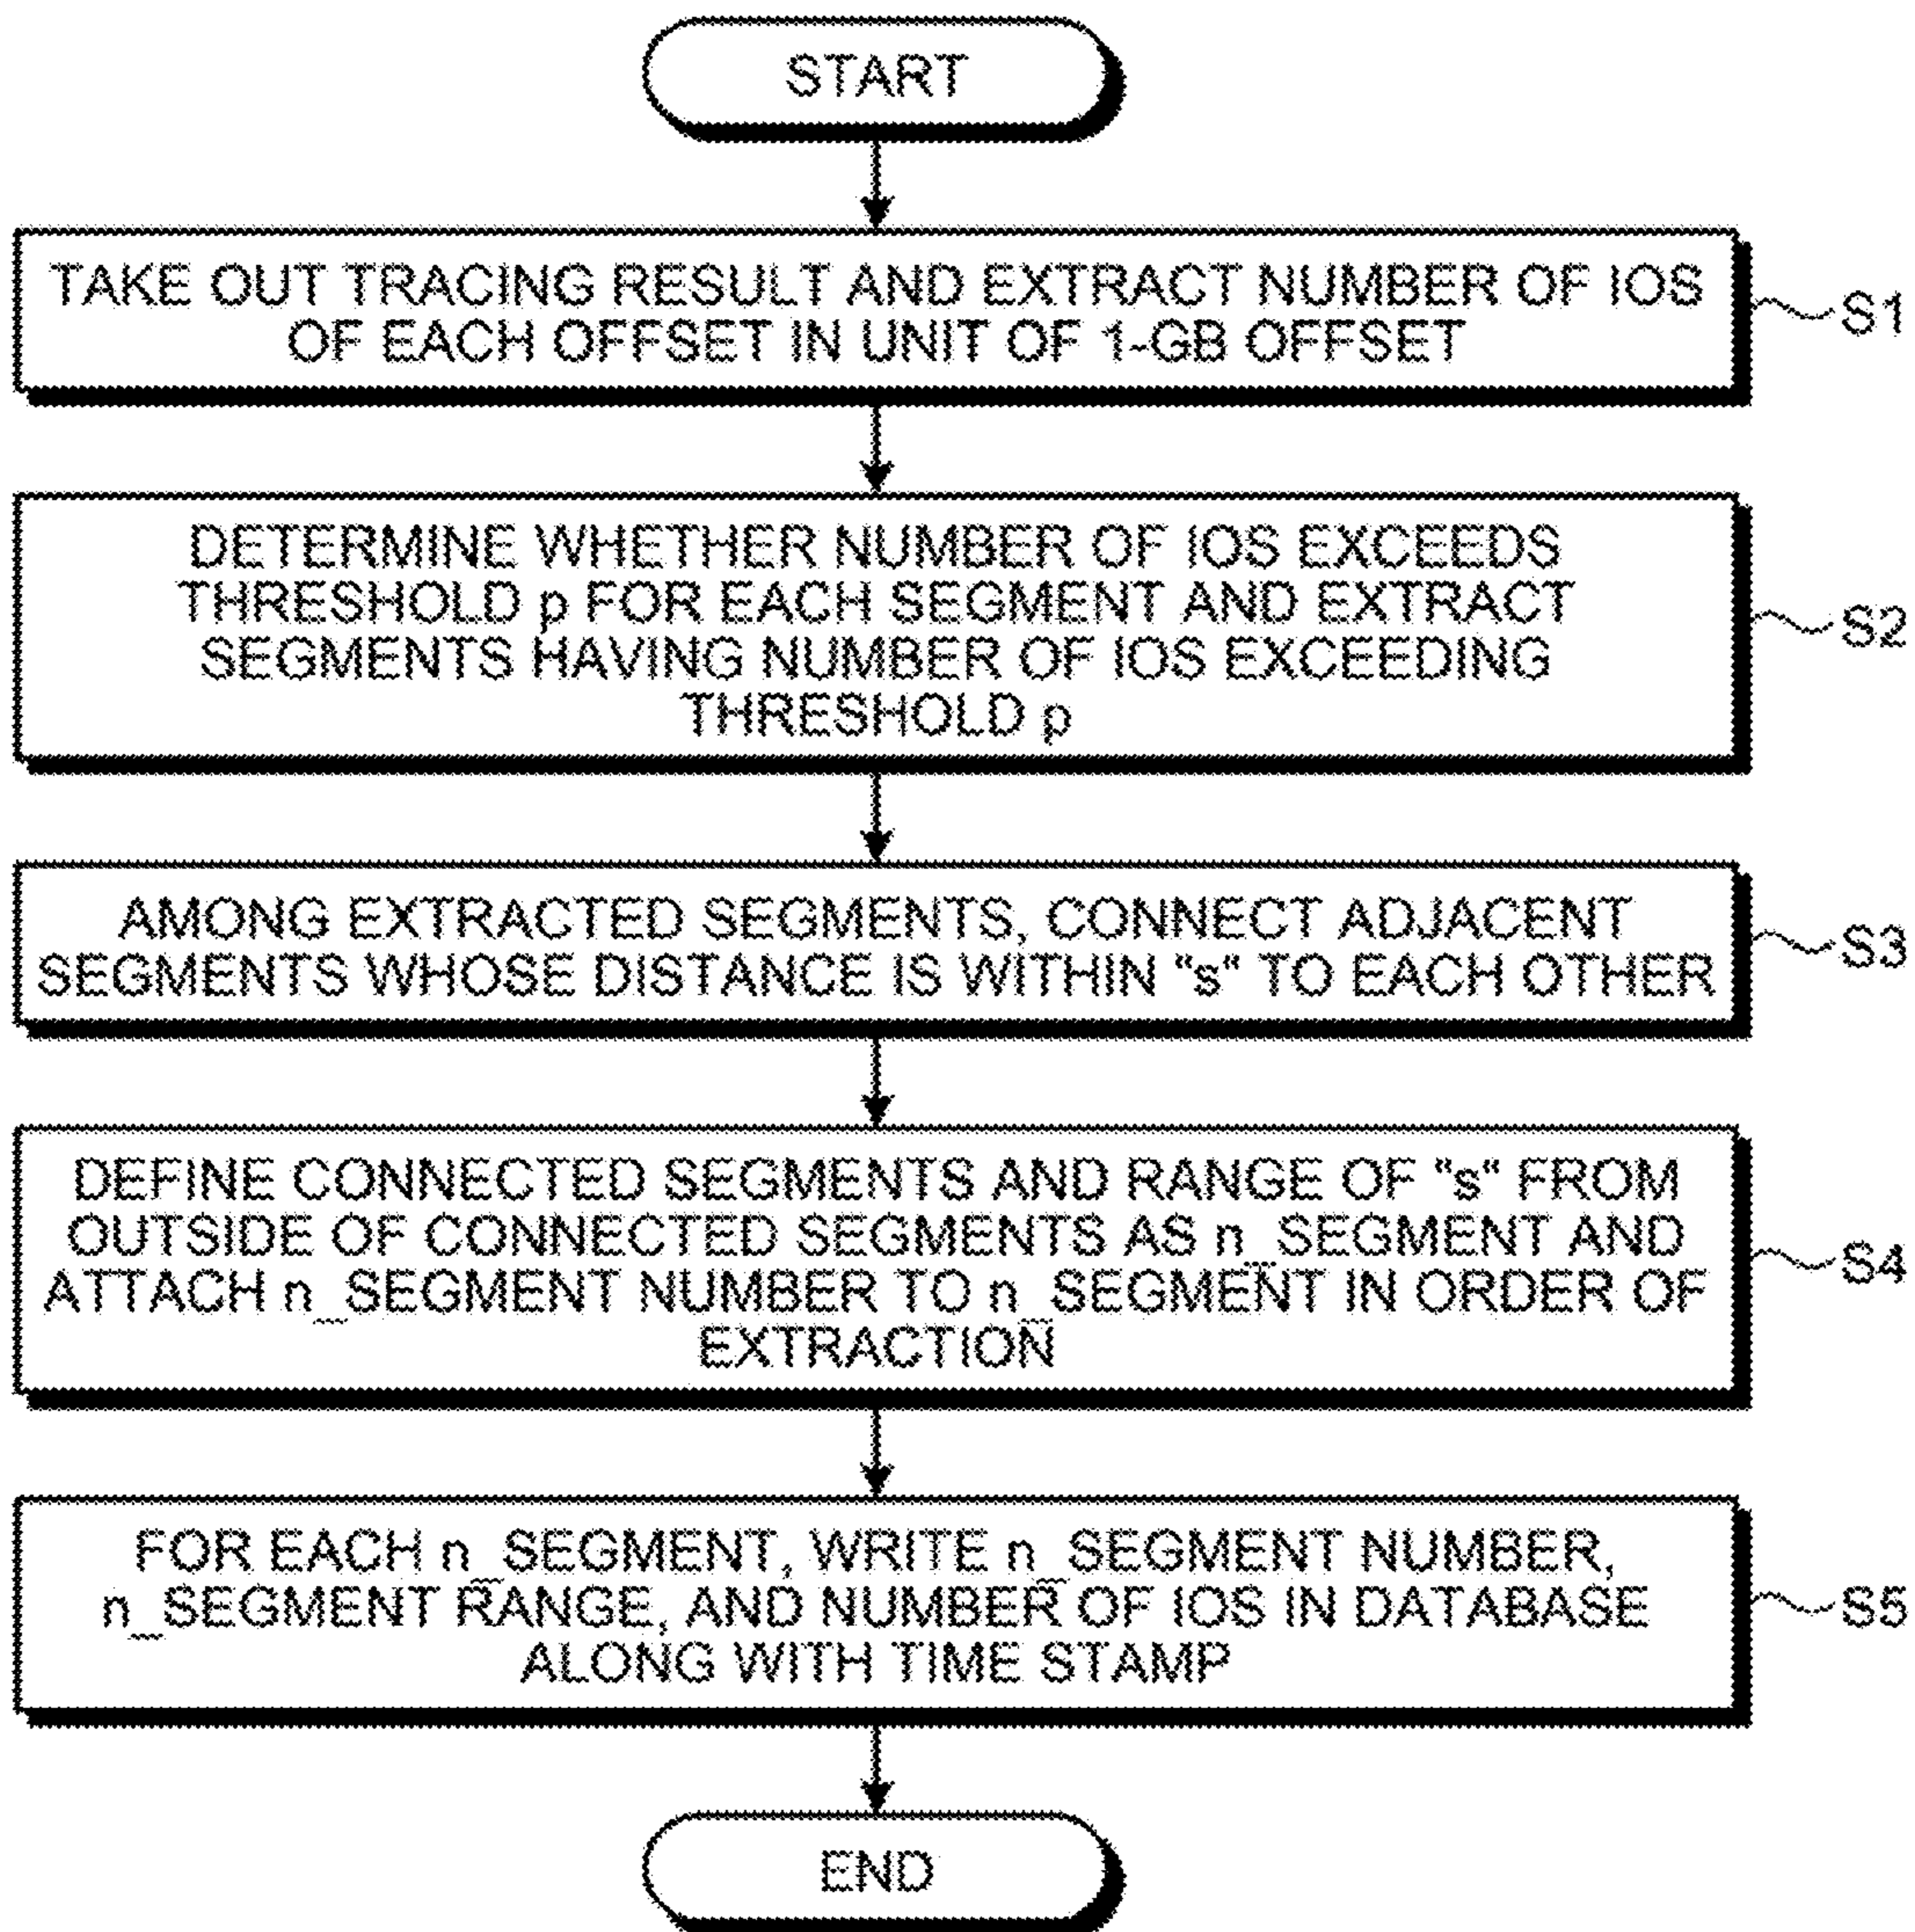 START
TAKE OUT TRACING RESULT AND EXTRACT NUMBER OF IOS
OF EACH OFFSET IN UNIT OF 1-GB OFFSET
S1
DETERMINE WHETHER NUMBER OF IOS EXCEEDS
THRESHOLD p FOR EACH SEGMENT AND EXTRACT
SEGMENTS HAVING NUMBER OF IOS EXCEEDING
THRESHOLD p
S2
AMONG EXTRACTED SEGMENTS, CONNECT ADJACENT
SEGMENTS WHOSE DISTANCE IS WITHIN "s" TO EACH OTHER
S3
DEFINE CONNECTED SEGMENTS AND RANGE OF "s" FROM
OUTSIDE OF CONNECTED SEGMENTS AS n_SEGMENT AND
ATTACH n_SEGMENT NUMBER TO n_SEGMENT IN ORDER OF
EXTRACTION
S4
FOR EACH n_SEGMENT, WRITE n_SEGMENT NUMBER,
n_SEGMENT RANGE, AND NUMBER OF IOS IN DATABASE
ALONG WITH TIME STAMP
S5
END